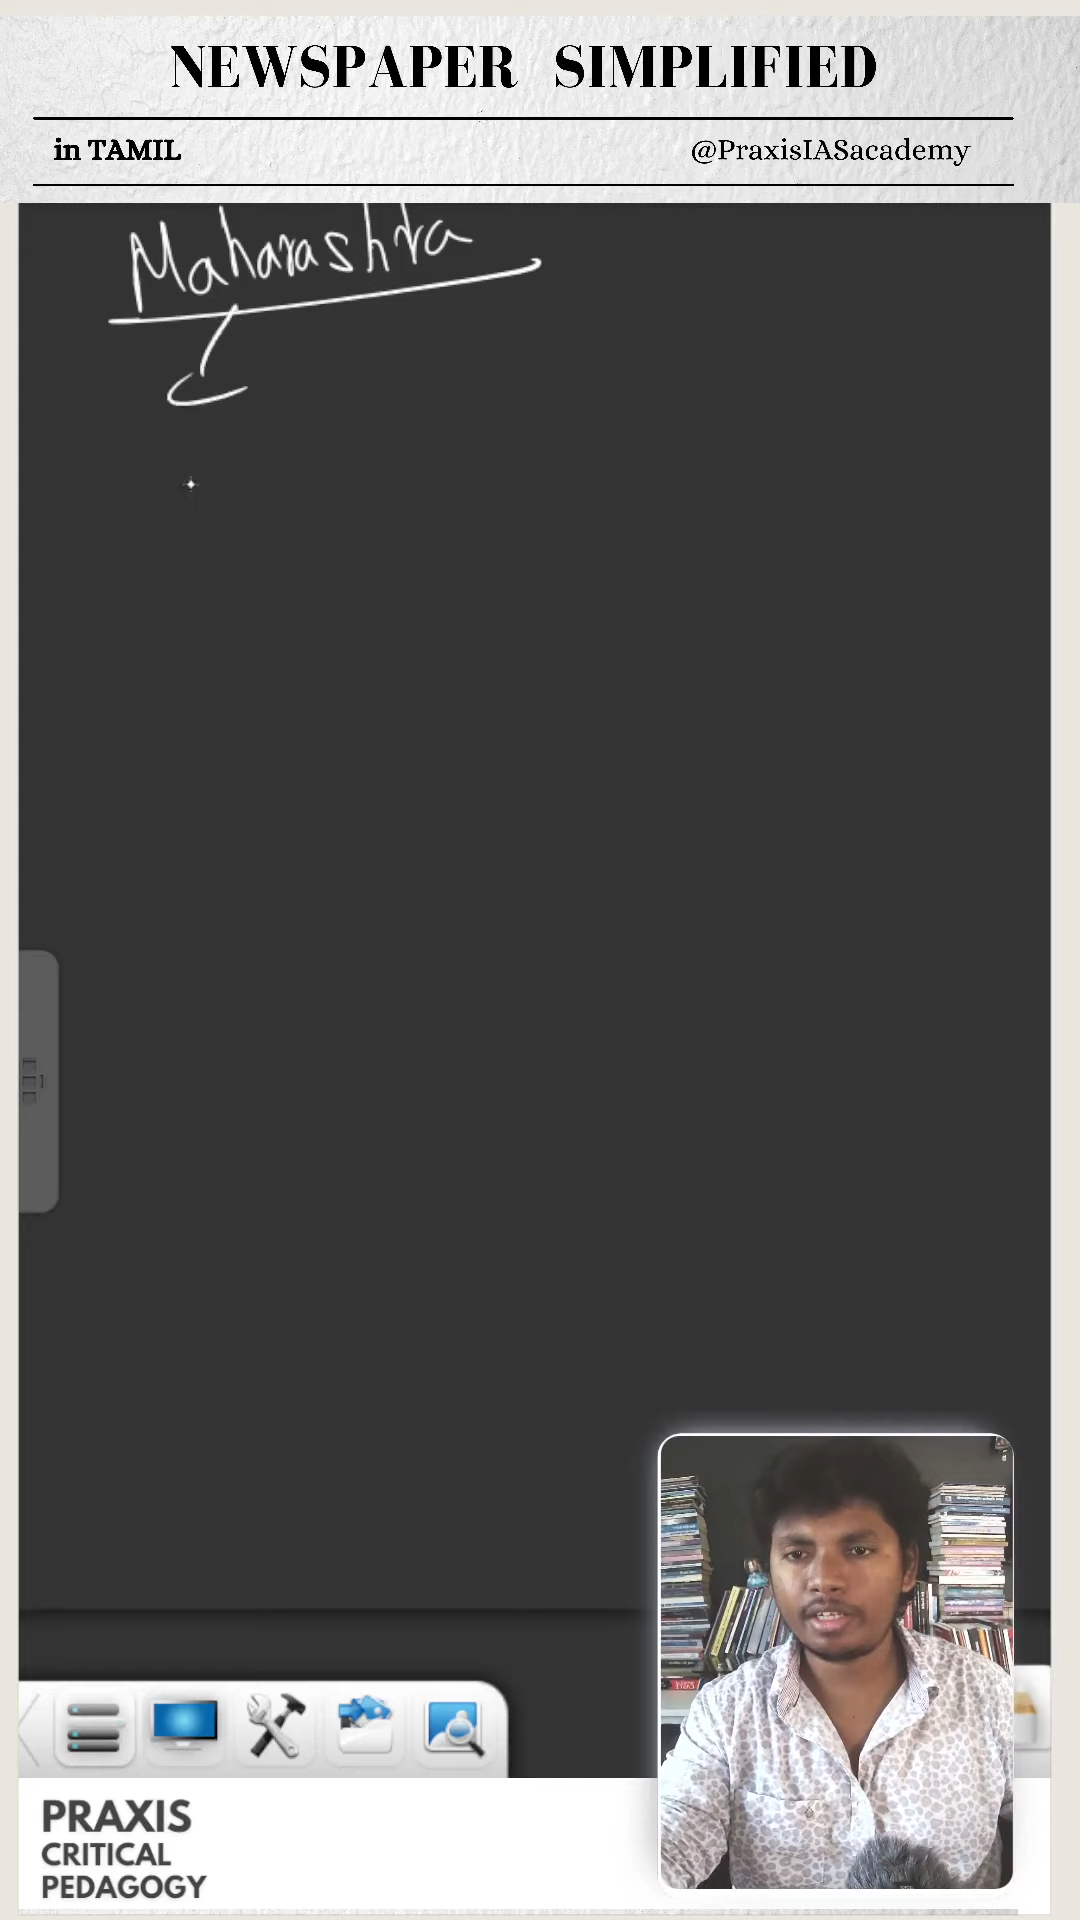 NEWSPAPER SIMPLIFIED
in TAMIL @PraxisIASacademy
Maharashtra
PRAXIS
CRITICAL
PEDAGOGY